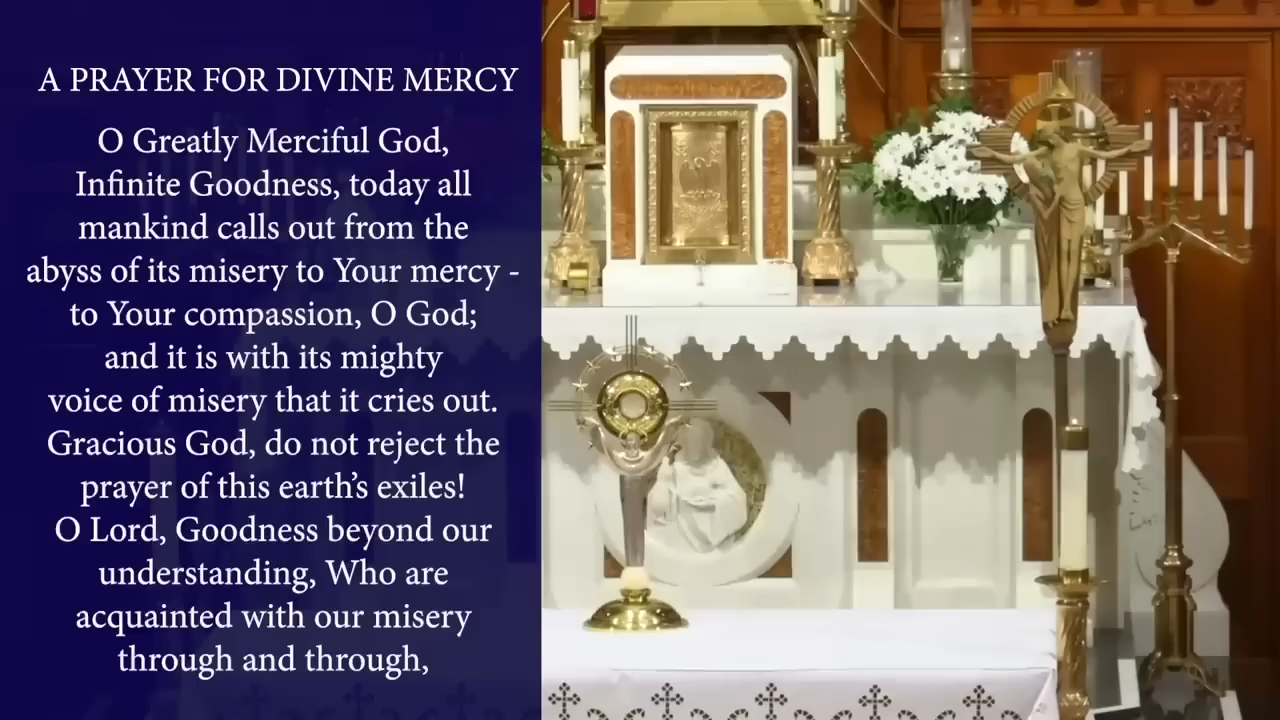 A PRAYER FOR DIVINE MERCY
O Greatly Merciful God,
Infinite Goodness, today all
mankind calls out from the
abyss of its misery to Your mercy -
to Your compassion, O God;
and it is with its mighty
voice of misery that it cries out.
Gracious God, do not reject the
prayer of this earth’s exiles!
O Lord, Goodness beyond our
understanding, Who are
acquainted with our misery
through and through,